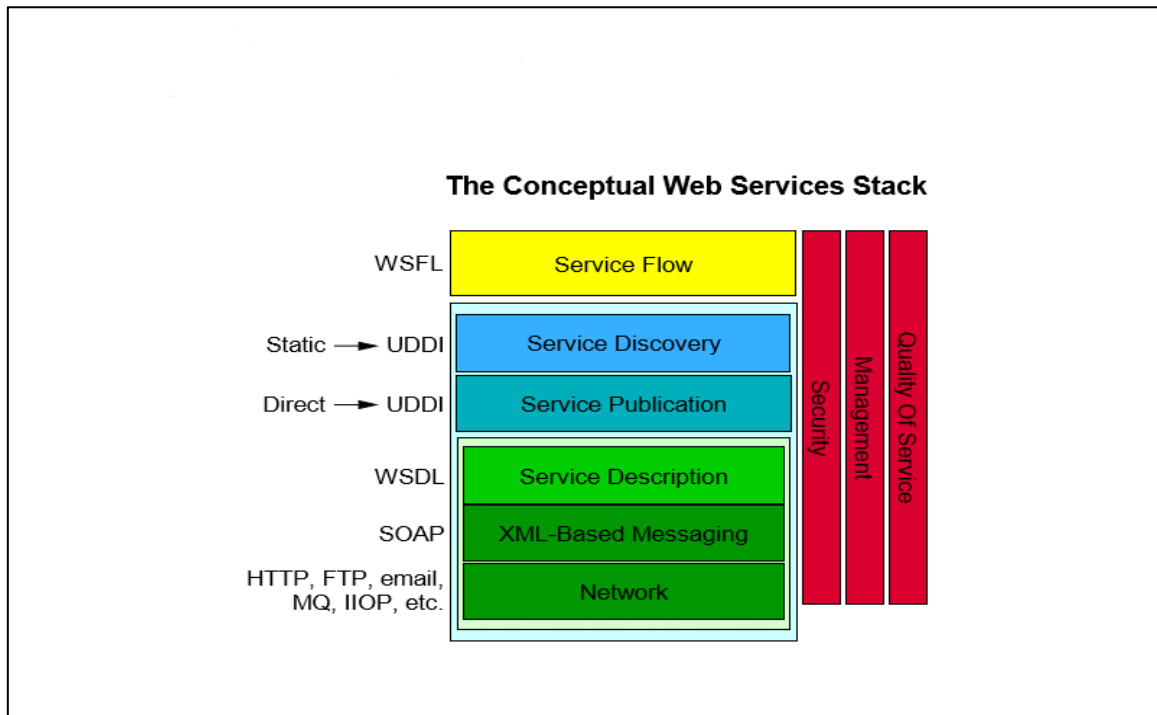 The Conceptual Web Services Stack
WSFL
Service Flow
Static
UDDI
Service Discovery
Direct
UDDI
Service Publication
WSDL
Service Description
SOAP
XML-Based Messaging
HTTP, FTP, email,
MQ, IIOP, etc.
Network
Security
Management
Quality Of Service